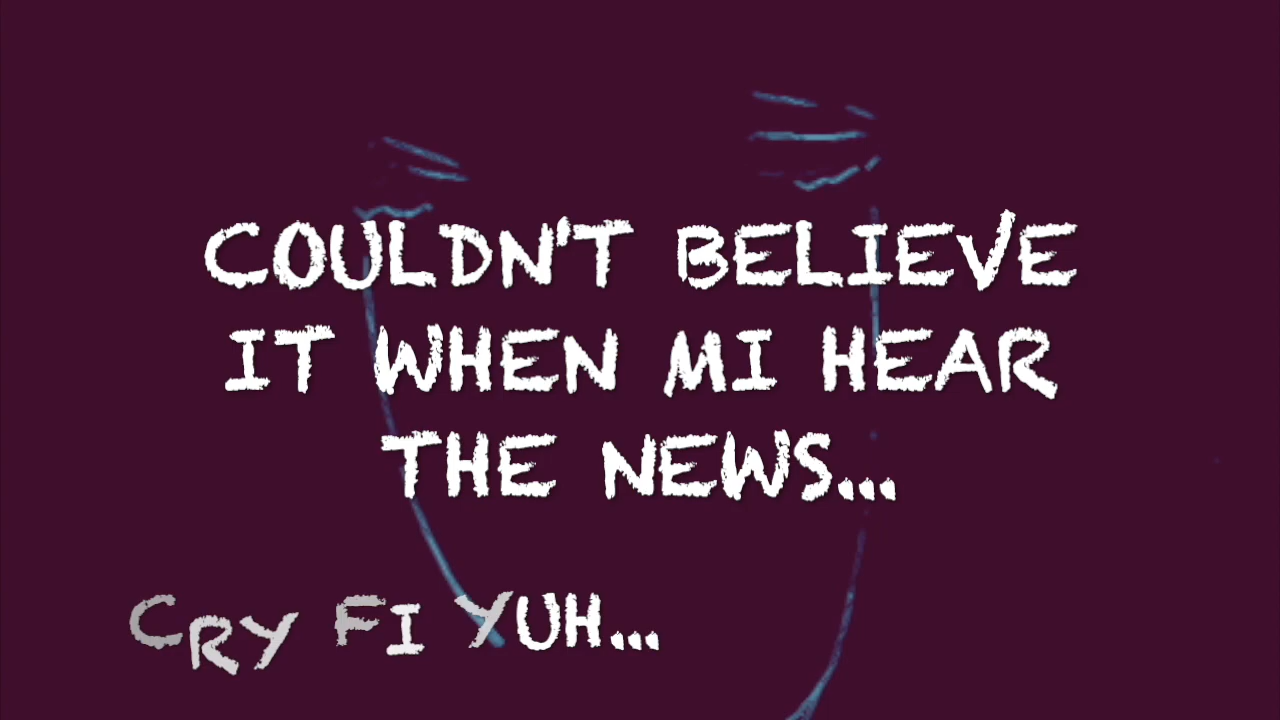 COULDN'T BELIEVE
IT WHEN MI HEAR
THE NEWS...
CRY FI YUH...